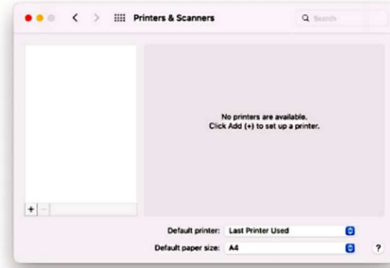 Printers & Scanners
Search
No printers are available.
Click Add (+) to set up a printer.
+ −
Default printer: Last Printer Used
Default paper size: A4
?